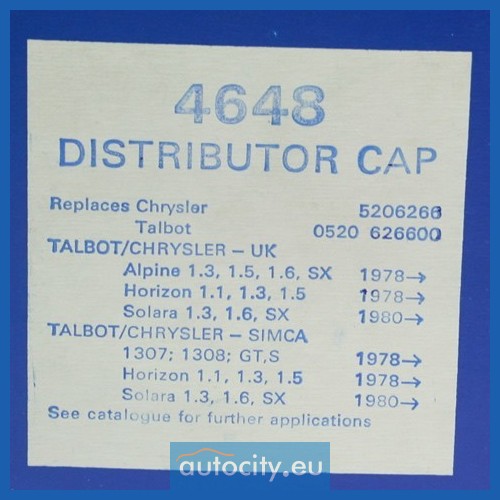 4648
DISTRIBUTOR CAP
Replaces Chrysler 5206266
Talbot 0520 626600
TALBOT/CHRYSLER – UK
Alpine 1.3, 1.5, 1.6, SX 1978→
Horizon 1.1, 1.3, 1.5 1978→
Solara 1.3, 1.6, SX 1980→
TALBOT/CHRYSLER – SIMCA
1307; 1308; GT,S 1978→
Horizon 1.1, 1.3, 1.5 1978→
Solara 1.3, 1.6, SX 1980→
See catalogue for further applications
autocity.eu